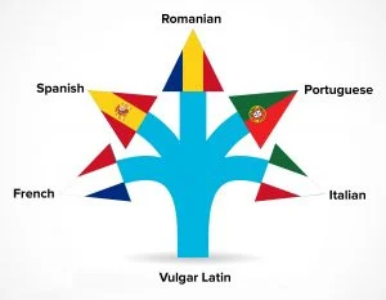 Romanian
Spanish
Portuguese
French
Italian
Vulgar Latin